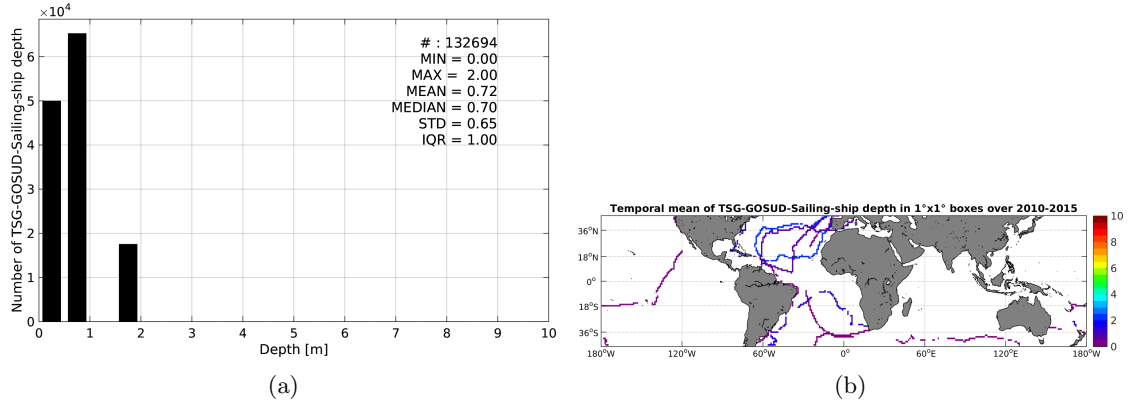 ×10⁴
Number of TSG-GOSUD-Sailing-ship depth
6
5
4
3
2
1
0
# : 132694
MIN = 0.00
MAX = 2.00
MEAN = 0.72
MEDIAN = 0.70
STD = 0.65
IQR = 1.00
0 1 2 3 4 5 6 7 8 9 10
Depth [m]
(a)
Temporal mean of TSG-GOSUD-Sailing-ship depth in 1°x1° boxes over 2010-2015
36°N
18°N
0°
18°S
36°S
180°W 120°W 60°W 0° 60°E 120°E 180°W
10
8
6
4
2
0
(b)